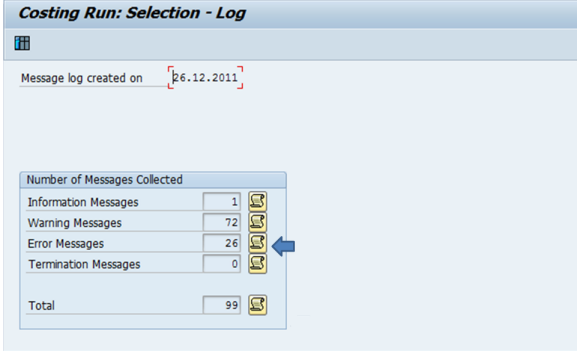 Costing Run: Selection - Log
Message log created on 26.12.2011
Number of Messages Collected
Information Messages 1
Warning Messages 72
Error Messages 26
Termination Messages 0
Total 99